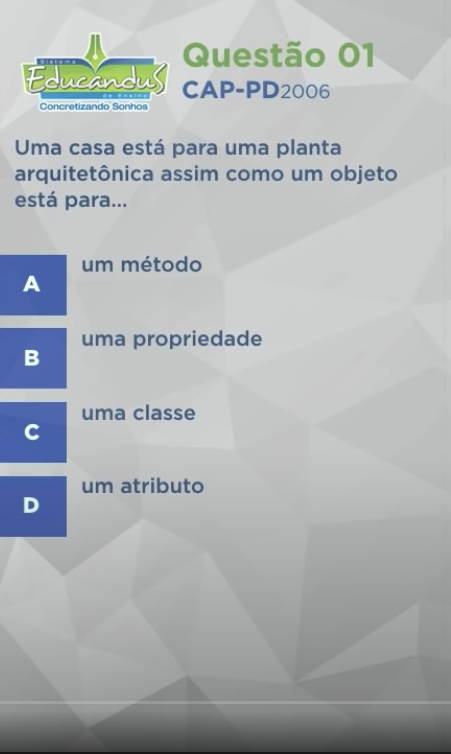 Sistema
Educandus
de Ensino
Concretizando Sonhos
Questão 01
CAP-PD2006
Uma casa está para uma planta
arquitetônica assim como um objeto
está para...
A
um método
B
uma propriedade
C
uma classe
D
um atributo